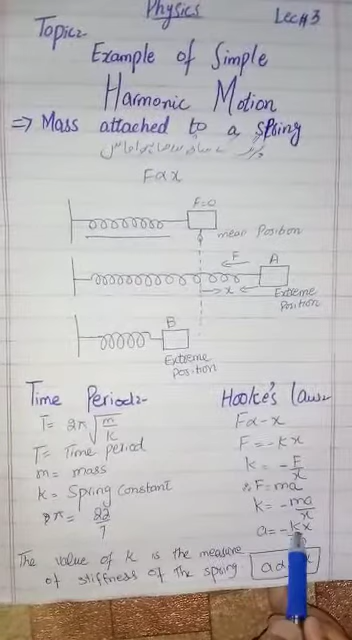 Physics
Lec#3
Topic:-
Example of Simple
Harmonic Motion
⇒ Mass attached to a spring
F α x
F=0
mean Position
F
A
x
Extreme
Position
B
Extreme
Position
Time Period:-
T = 2π√m/k
T = Time period
m = mass
k = Spring Constant
π = 22/7
The value of k is the measure
of stiffness of the spring
Hooke's Law:-
F α - x
F = - k x
k = - F/x
∴ F = ma
k = - ma/x
a = - kx